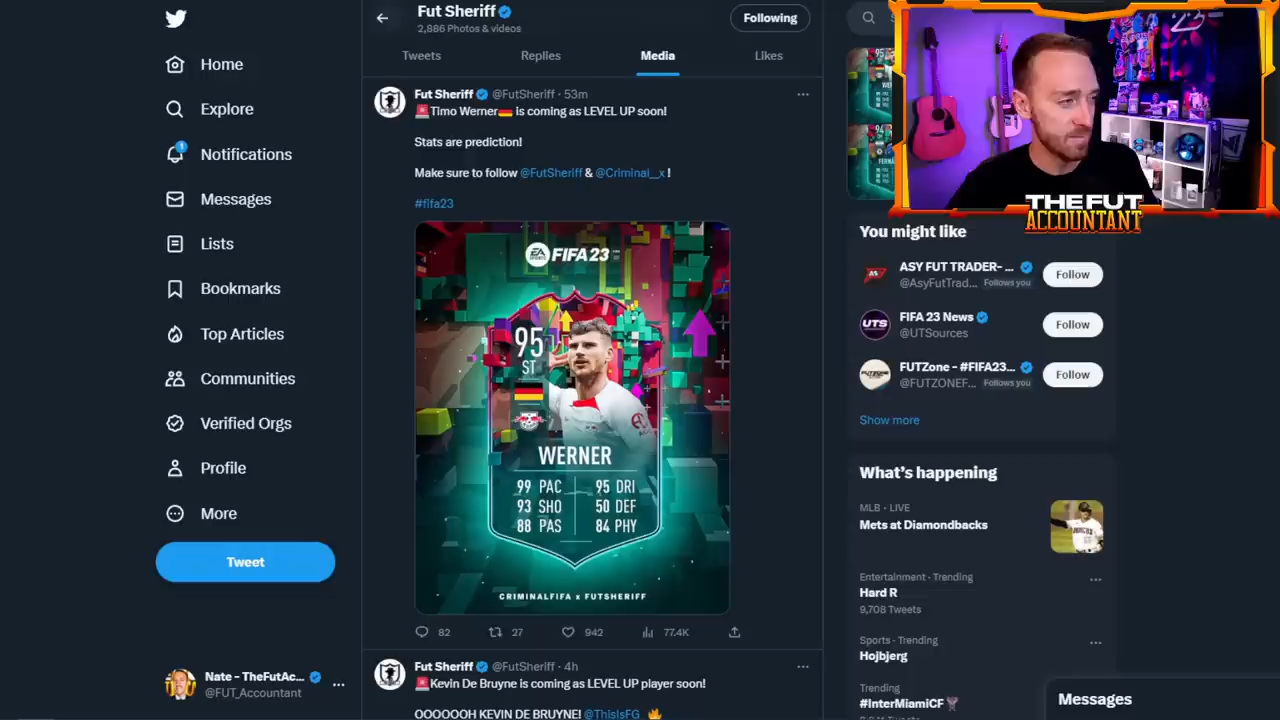 Home
Explore
1
Notifications
Messages
Lists
Bookmarks
Top Articles
Communities
Verified Orgs
Profile
More
Tweet
Nate - TheFutAc...
@FUT_Accountant
Fut Sheriff
2,886 Photos & videos
Following
Tweets
Replies
Media
Likes
Fut Sheriff @FutSheriff · 53m
🚨Timo Werner🇩🇪 is coming as LEVEL UP soon!
Stats are prediction!
Make sure to follow @FutSheriff & @Criminal__x !
#fifa23
EA SPORTS FIFA 23
95
ST
WERNER
99 PAC 95 DRI
93 SHO 50 DEF
88 PAS 84 PHY
CRIMINALFIFA x FUTSHERIFF
82
27
942
77.4K
Fut Sheriff @FutSheriff · 4h
🚨Kevin De Bruyne is coming as LEVEL UP player soon!
OOOOOOH KEVIN DE BRUYNE! @ThisIsFG 🔥
THE FUT
ACCOUNTANT
You might like
ASY FUT TRADER- ...
@AsyFutTrad... Follows you
Follow
UTS
FIFA 23 News
@UTSources
Follow
FUTZone - #FIFA23...
@FUTZONEF... Follows you
Follow
Show more
What's happening
MLB · LIVE
Mets at Diamondbacks
Entertainment · Trending
Hard R
9,708 Tweets
Sports · Trending
Hojbjerg
Trending
#InterMiamiCF
Messages